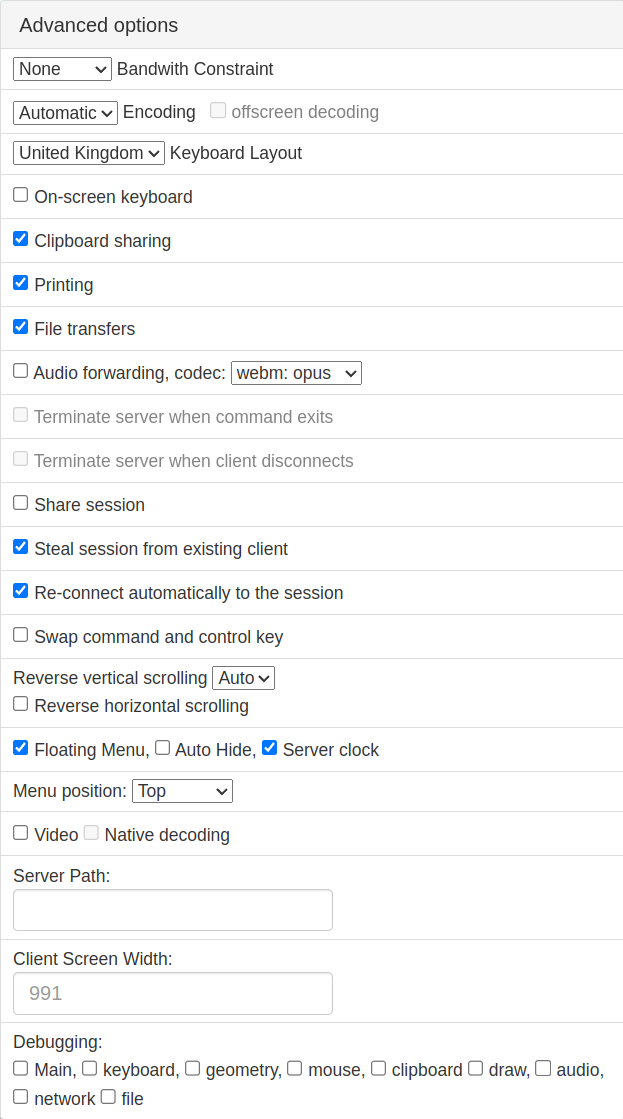 Advanced options
None Bandwith Constraint
Automatic Encoding offscreen decoding
United Kingdom Keyboard Layout
On-screen keyboard
Clipboard sharing
Printing
File transfers
Audio forwarding, codec: webm: opus
Terminate server when command exits
Terminate server when client disconnects
Share session
Steal session from existing client
Re-connect automatically to the session
Swap command and control key
Reverse vertical scrolling Auto
Reverse horizontal scrolling
Floating Menu, Auto Hide, Server clock
Menu position: Top
Video Native decoding
Server Path:
Client Screen Width:
991
Debugging:
Main, keyboard, geometry, mouse, clipboard draw, audio,
network file